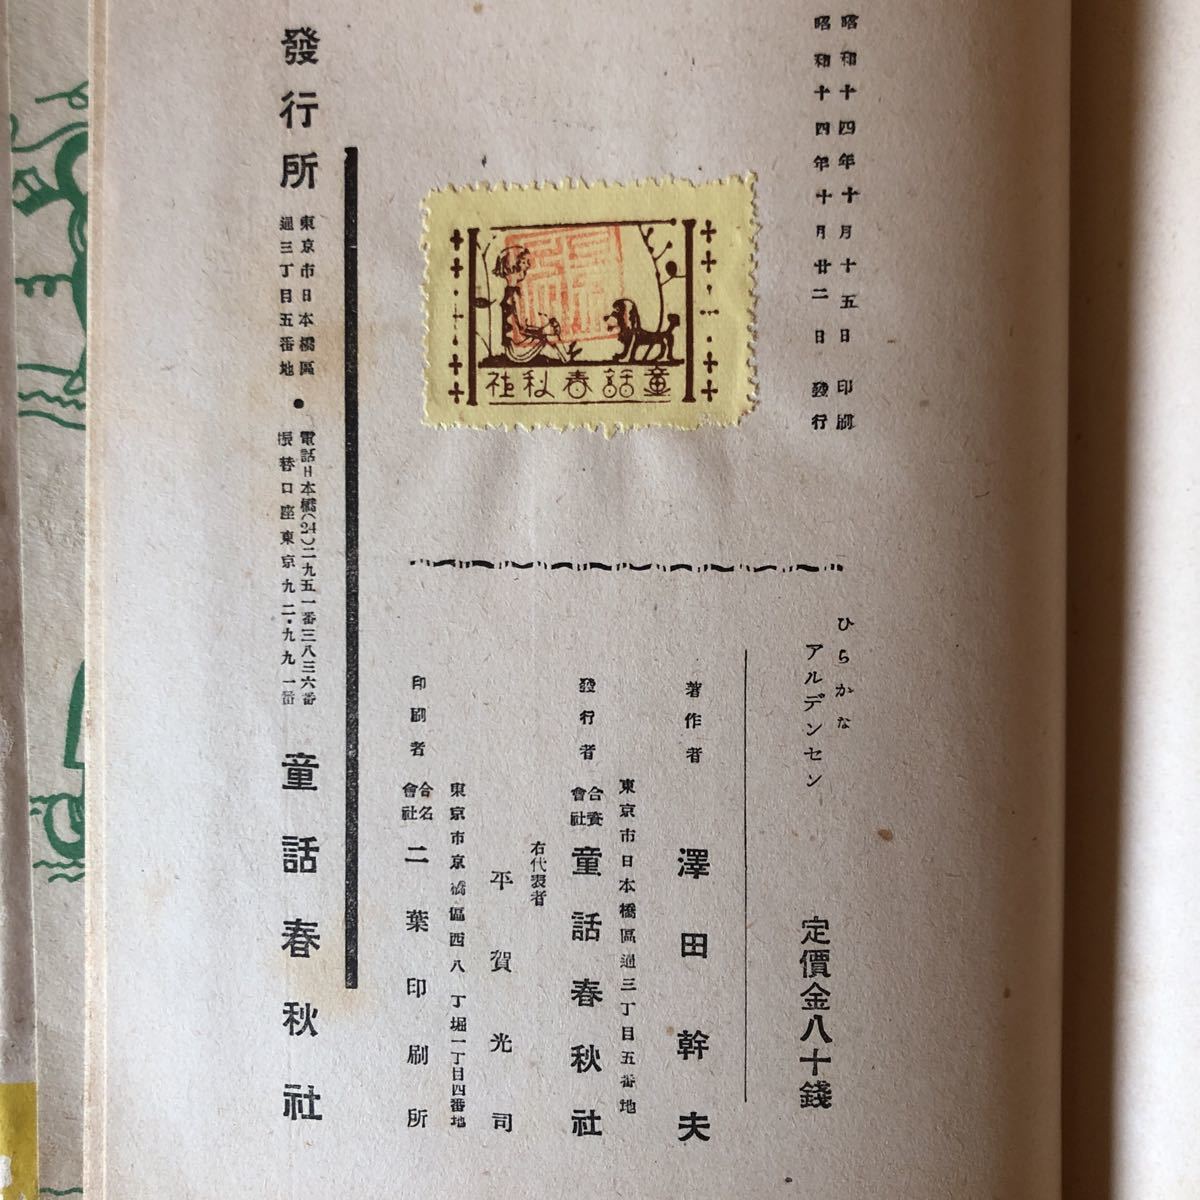 昭和十四年十月十五日 印刷
昭和十四年十月廿二日 發行
童話春秋社
ひらかな
アルデンセン
定價金八十錢
著作者 澤田幹夫
東京市日本橋區通三丁目五番地
發行者 合資會社 童話春秋社
右代表者 平賀光司
東京市京橋區西八丁堀一丁目四番地
印刷者 合名會社 二葉印刷所
發行所
東京市日本橋區
通三丁目五番地
●
電話日本橋(24)二九五一番三八三六番
振替口座東京九二・九九一番
童話春秋社